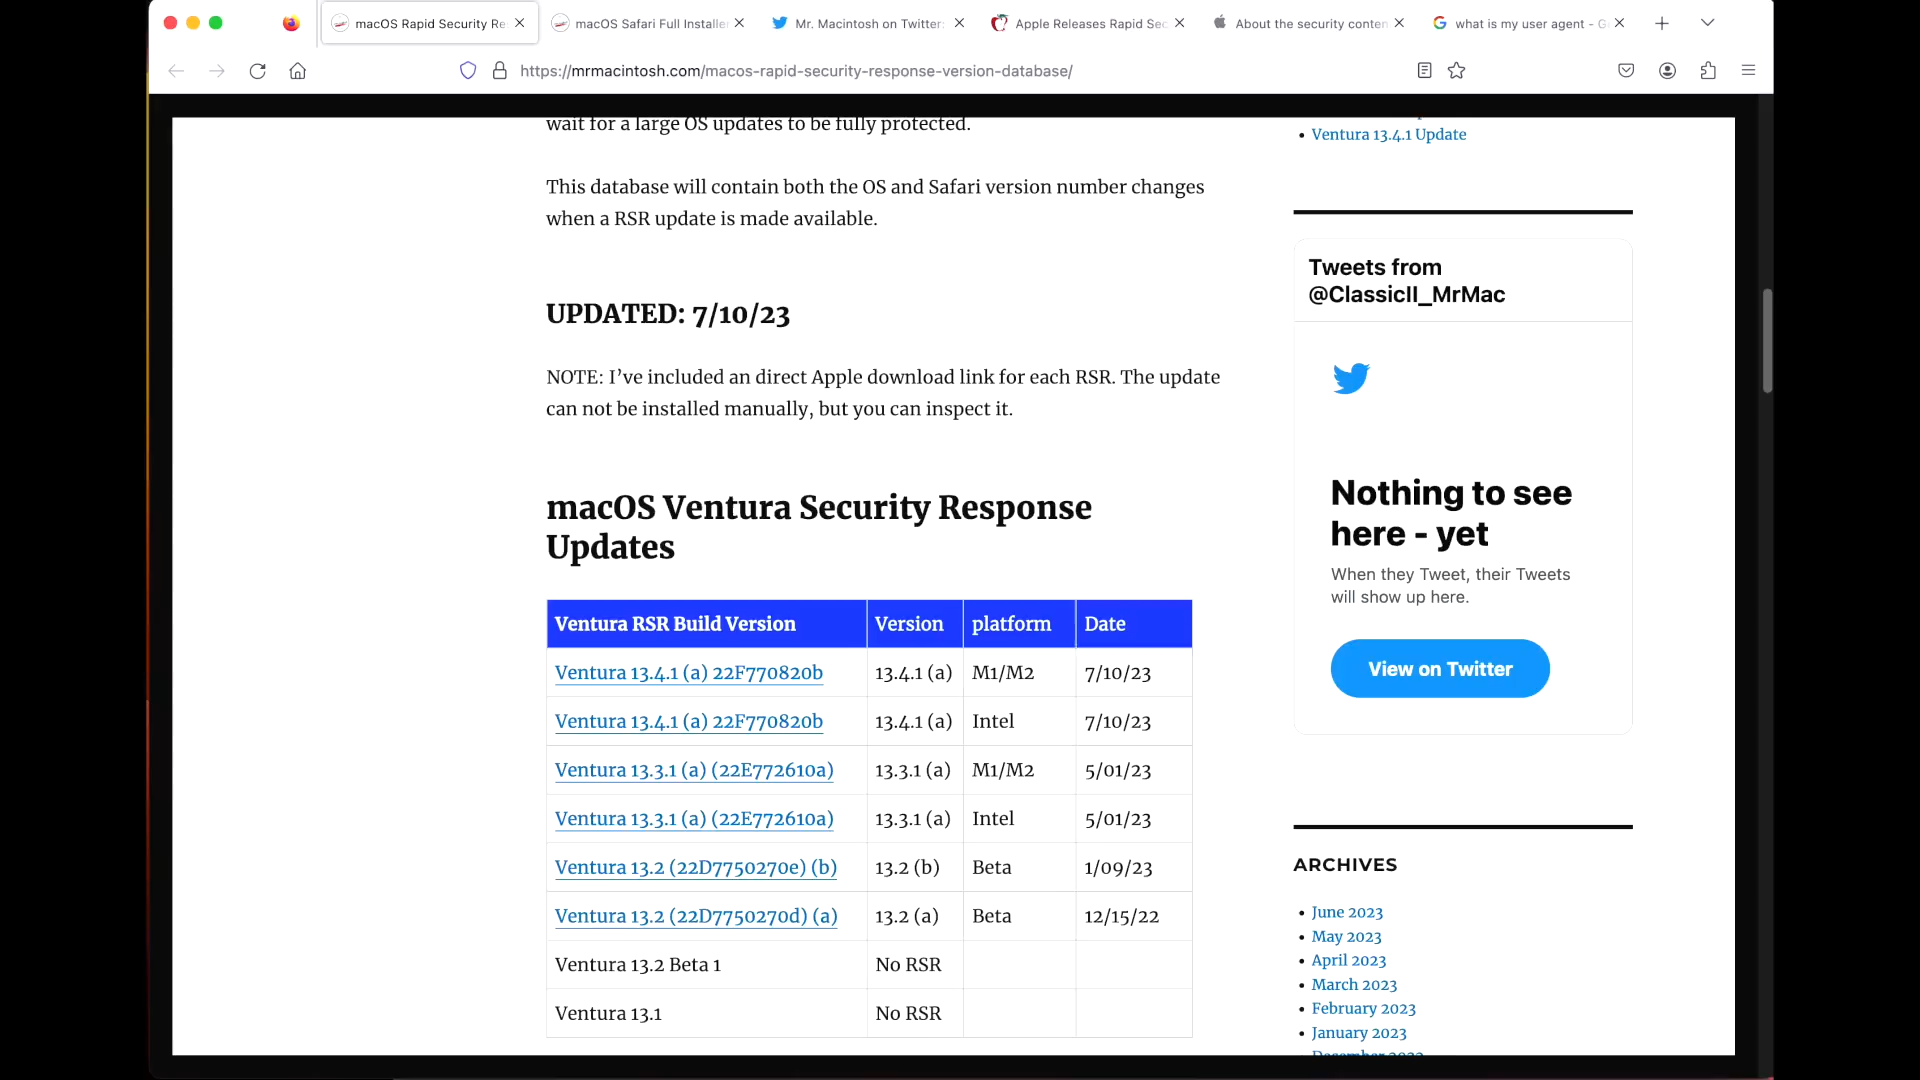 macOS Rapid Security Re
macOS Safari Full Installer
Mr. Macintosh on Twitter:
Apple Releases Rapid Sec
About the security conten
what is my user agent - G
https://mrmacintosh.com/macos-rapid-security-response-version-database/
wait for a large OS updates to be fully protected.
This database will contain both the OS and Safari version number changes
when a RSR update is made available.
UPDATED: 7/10/23
NOTE: I’ve included an direct Apple download link for each RSR. The update
can not be installed manually, but you can inspect it.
macOS Ventura Security Response
Updates
Ventura RSR Build Version Version platform Date
Ventura 13.4.1 (a) 22F770820b 13.4.1 (a) M1/M2 7/10/23
Ventura 13.4.1 (a) 22F770820b 13.4.1 (a) Intel 7/10/23
Ventura 13.3.1 (a) (22E772610a) 13.3.1 (a) M1/M2 5/01/23
Ventura 13.3.1 (a) (22E772610a) 13.3.1 (a) Intel 5/01/23
Ventura 13.2 (22D7750270e) (b) 13.2 (b) Beta 1/09/23
Ventura 13.2 (22D7750270d) (a) 13.2 (a) Beta 12/15/22
Ventura 13.2 Beta 1 No RSR
Ventura 13.1 No RSR
Ventura 13.4.1 Update
Tweets from
@ClassicII_MrMac
Nothing to see
here - yet
When they Tweet, their Tweets
will show up here.
View on Twitter
ARCHIVES
June 2023
May 2023
April 2023
March 2023
February 2023
January 2023
December 2022